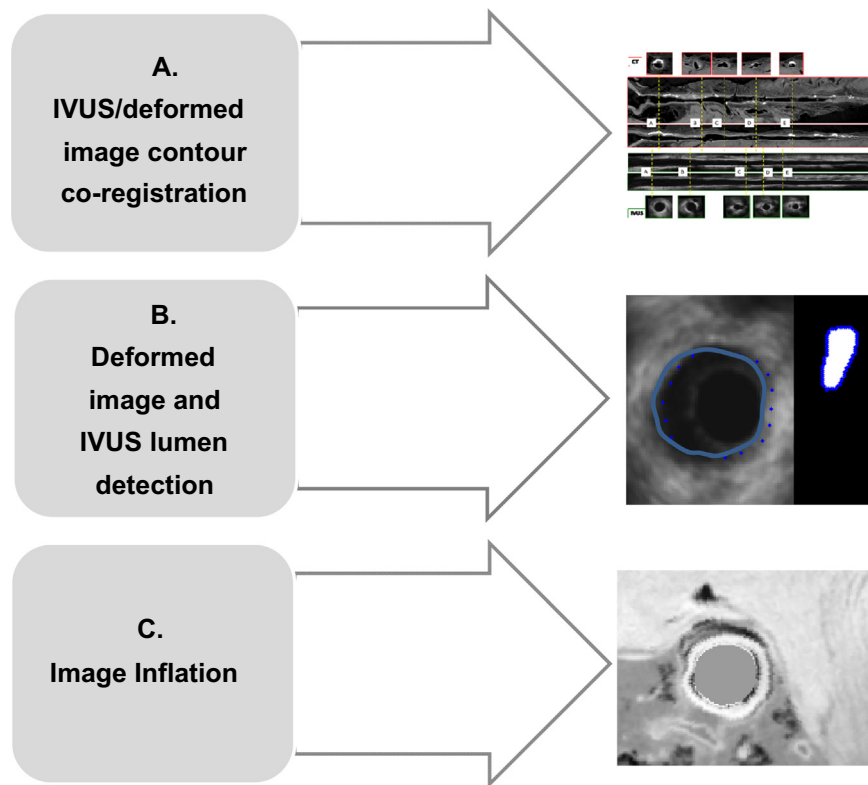 A.
IVUS/deformed
image contour
co-registration
CT
A B C D E
A B C D E
IVUS
B.
Deformed
image and
IVUS lumen
detection
C.
Image Inflation